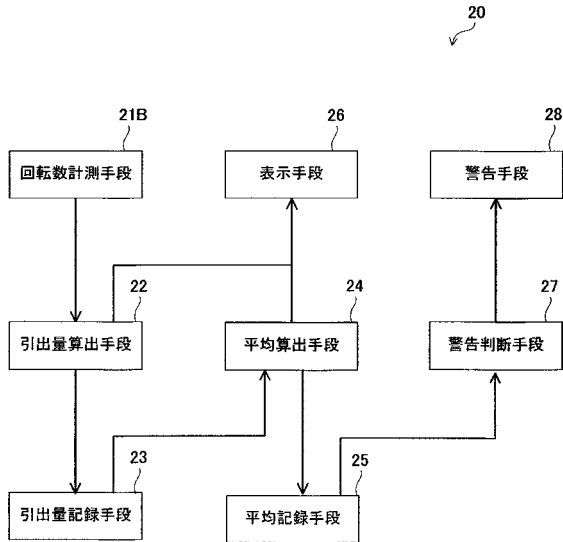 20
21B
26
28
回転数計測手段
表示手段
警告手段
22
24
27
引出量算出手段
平均算出手段
警告判断手段
23
25
引出量記録手段
平均記録手段